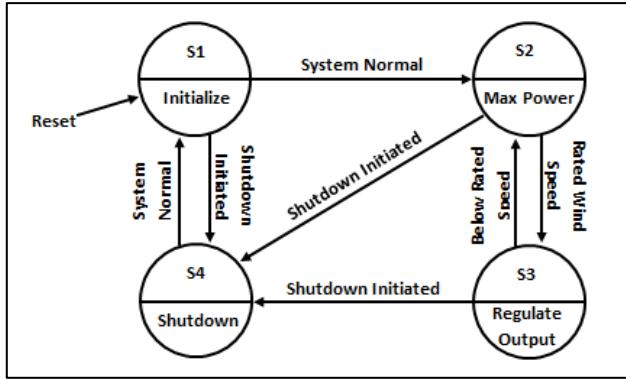 S1
Initialize
System Normal
S2
Max Power
Reset
System
Normal
Shutdown
Initiated
Shutdown Initiated
Below Rated
Speed
Rated Wind
Speed
S4
Shutdown
Shutdown Initiated
S3
Regulate
Output